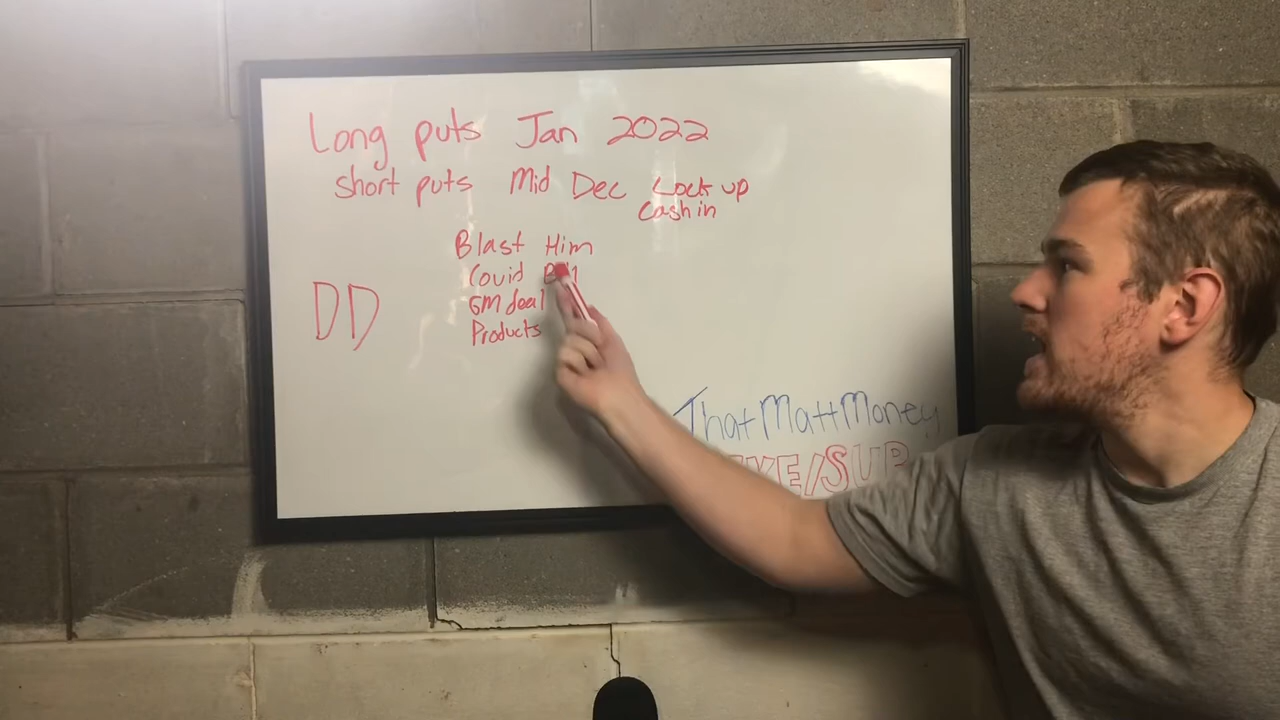 Long puts Jan 2022
short puts Mid Dec Lock up
Cash in
Blast Him
Covid
GM deal
Products
DD
ThatMattMoney
/SUB